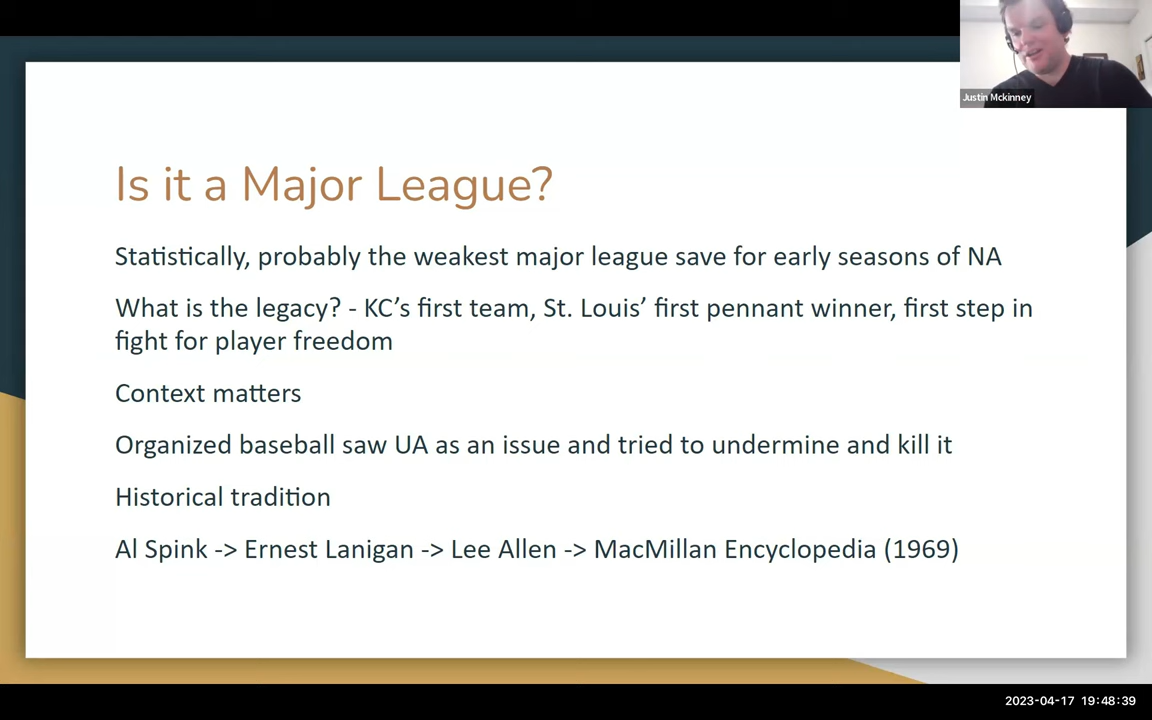 Justin Mckinney
Is it a Major League?
Statistically, probably the weakest major league save for early seasons of NA
What is the legacy? - KC’s first team, St. Louis’ first pennant winner, first step in
fight for player freedom
Context matters
Organized baseball saw UA as an issue and tried to undermine and kill it
Historical tradition
Al Spink -> Ernest Lanigan -> Lee Allen -> MacMillan Encyclopedia (1969)
2023-04-17 19:48:39